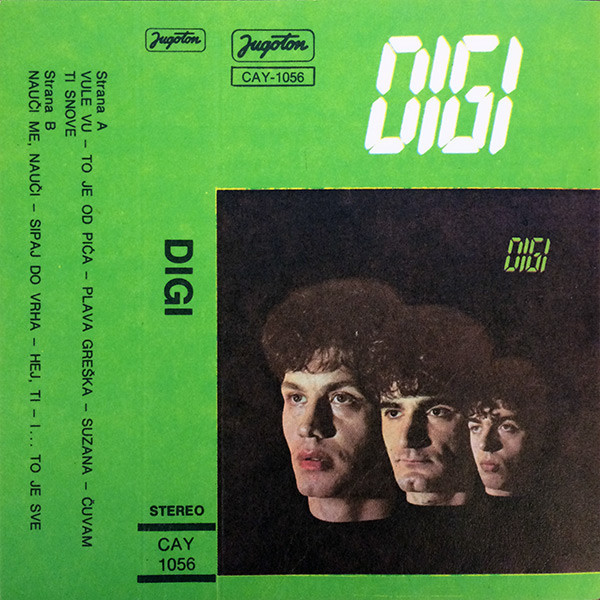 Strana A
VULE VU – TO JE OD PIĆA – PLAVA GREŠKA – SUZANA – ČUVAM
TI SNOVE
Strana B
NAUČI ME, NAUČI – SIPAJ DO VRHA – HEJ, TI – I... TO JE SVE
Jugoton
DIGI
STEREO
CAY
1056
Jugoton
CAY-1056
DIGI
DIGI